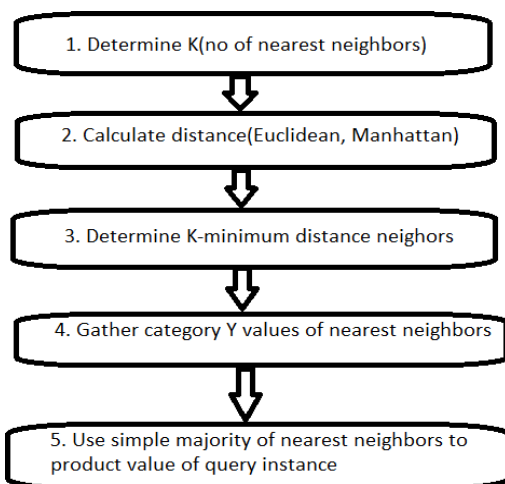 1. Determine K(no of nearest neighbors)
2. Calculate distance(Euclidean, Manhattan)
3. Determine K-minimum distance neighors
4. Gather category Y values of nearest neighbors
5. Use simple majority of nearest neighbors to
product value of query instance